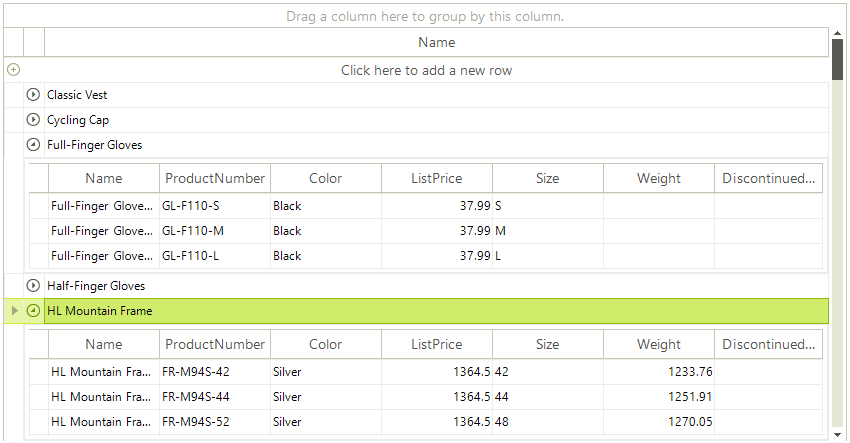 Drag a column here to group by this column.
Name
Click here to add a new row
Classic Vest
Cycling Cap
Full-Finger Gloves
Name ProductNumber Color ListPrice Size Weight Discontinued...
Full-Finger Glove... GL-F110-S Black 37.99 S
Full-Finger Glove... GL-F110-M Black 37.99 M
Full-Finger Glove... GL-F110-L Black 37.99 L
Half-Finger Gloves
HL Mountain Frame
Name ProductNumber Color ListPrice Size Weight Discontinued...
HL Mountain Fra... FR-M94S-42 Silver 1364.5 42 1233.76
HL Mountain Fra... FR-M94S-44 Silver 1364.5 44 1251.91
HL Mountain Fra... FR-M94S-52 Silver 1364.5 48 1270.05